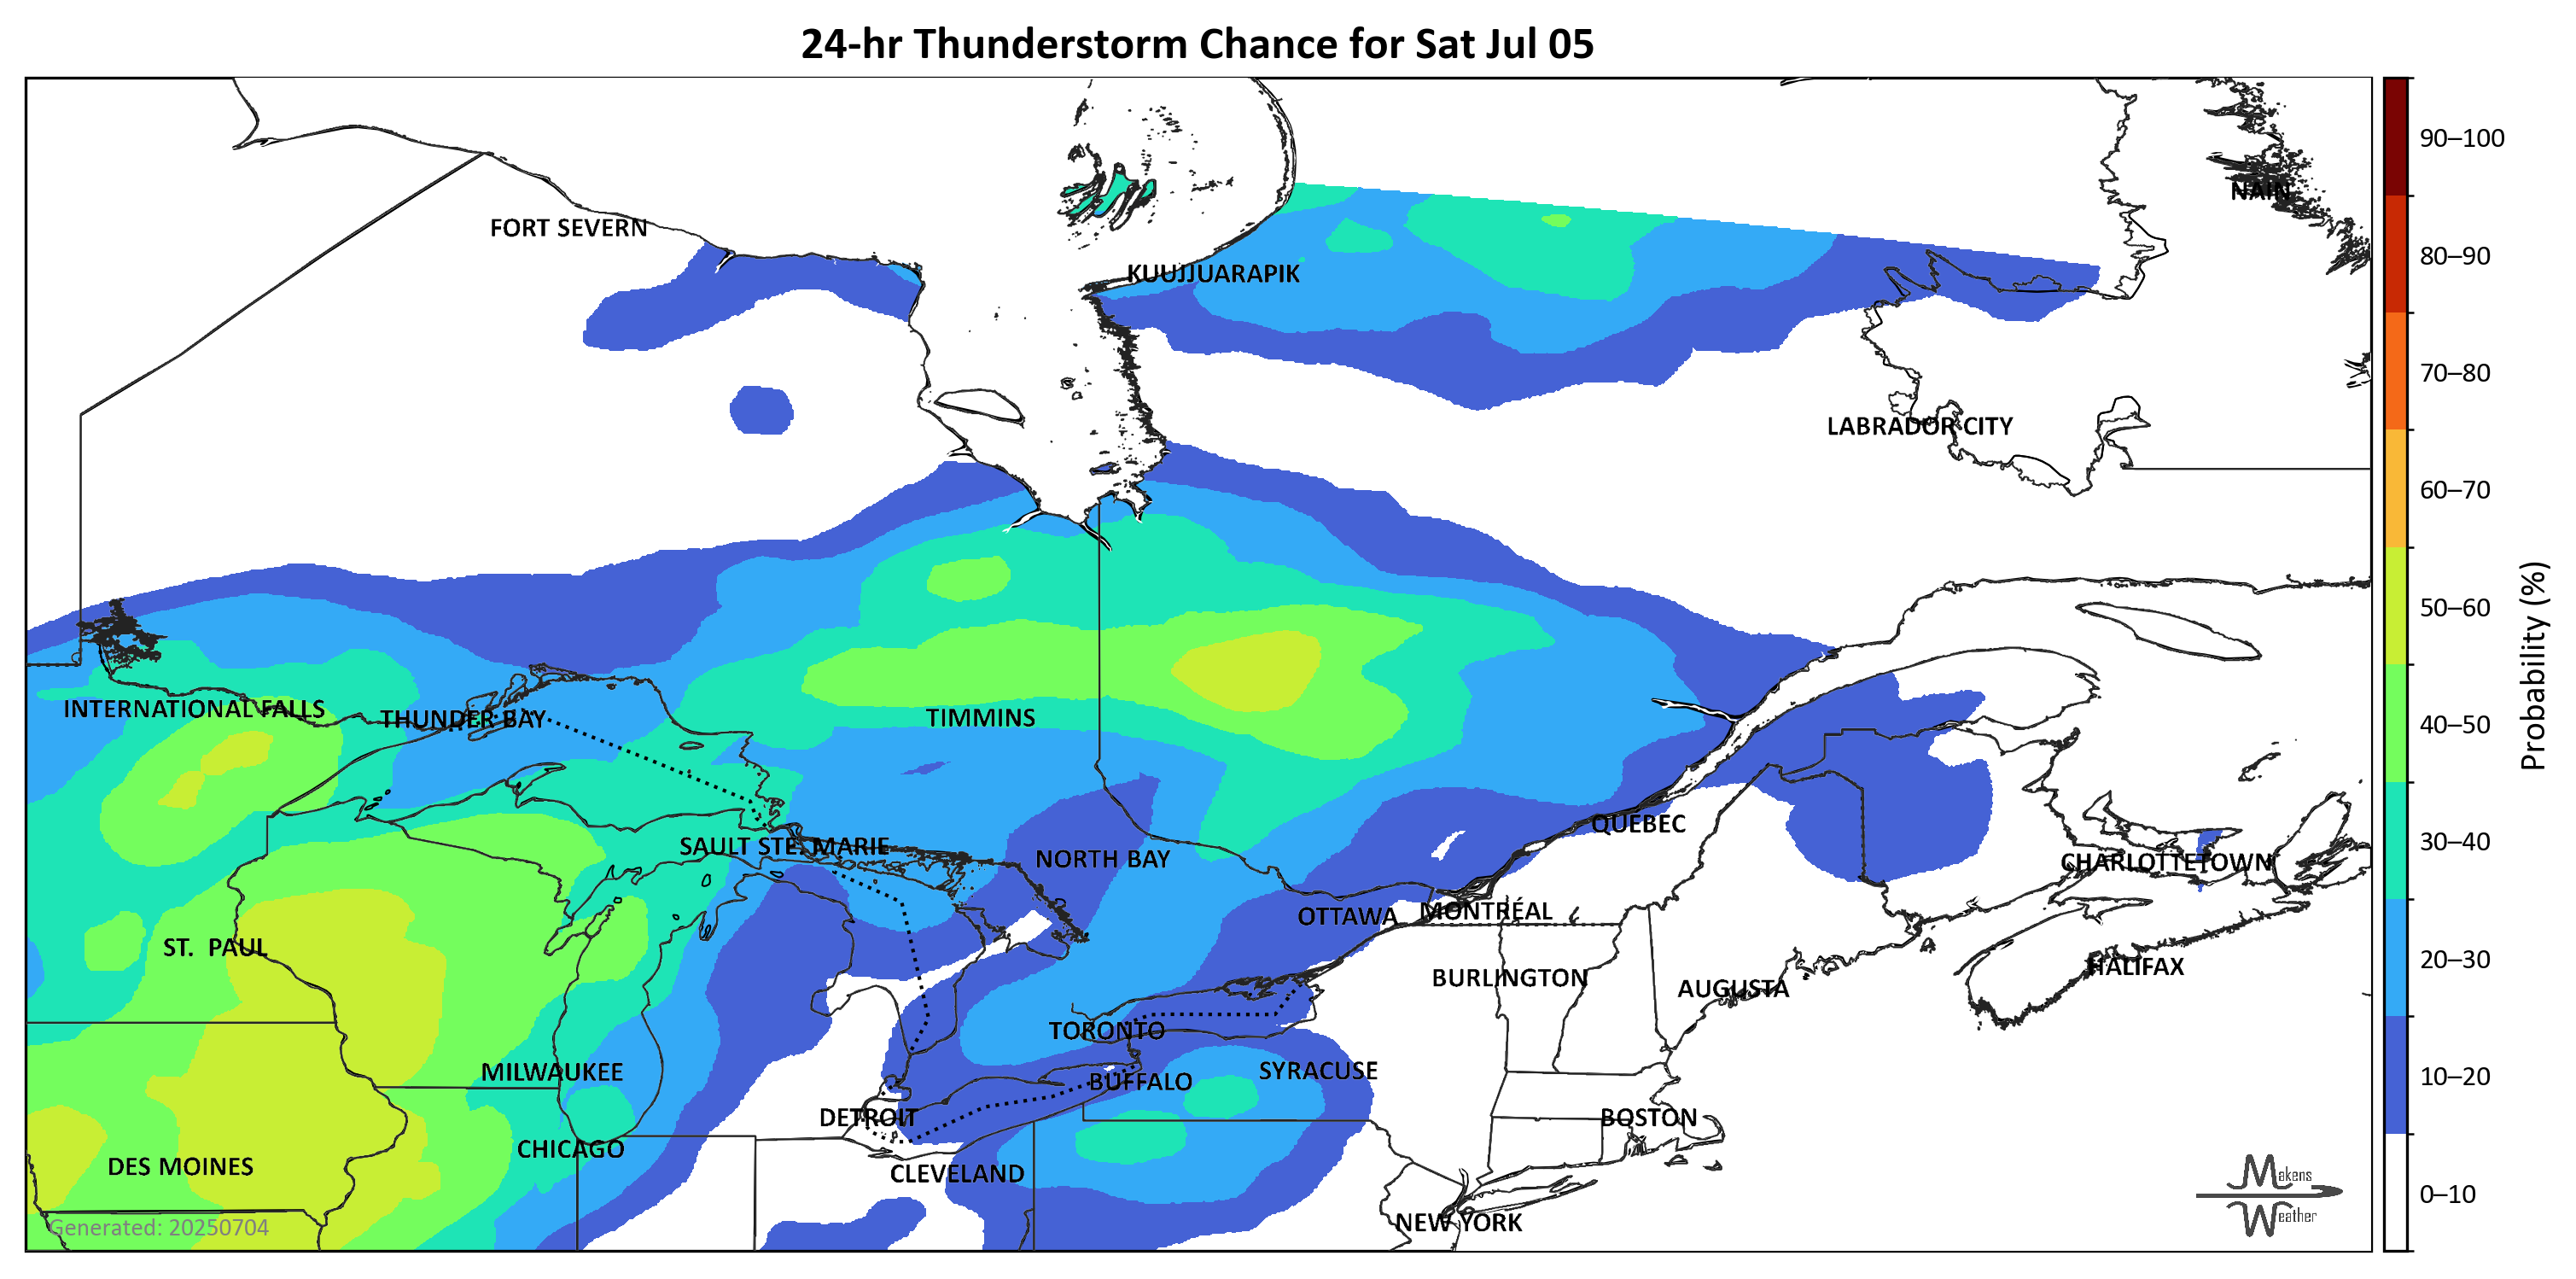 24-hr Thunderstorm Chance for Sat Jul 05
NAIN
FORT SEVERN
KUUJJUARAPIK
LABRADOR CITY
INTERNATIONAL FALLS
THUNDER BAY
TIMMINS
QUEBEC
SAULT STE. MARIE
NORTH BAY
CHARLOTTETOWN
OTTAWA
MONTRÉAL
ST. PAUL
HALIFAX
BURLINGTON
AUGUSTA
TORONTO
MILWAUKEE
SYRACUSE
BUFFALO
DETROIT
BOSTON
CHICAGO
DES MOINES
CLEVELAND
NEW YORK
Generated: 20250704
Makens
Weather
90–100
80–90
70–80
60–70
50–60
40–50
30–40
20–30
10–20
0–10
Probability (%)